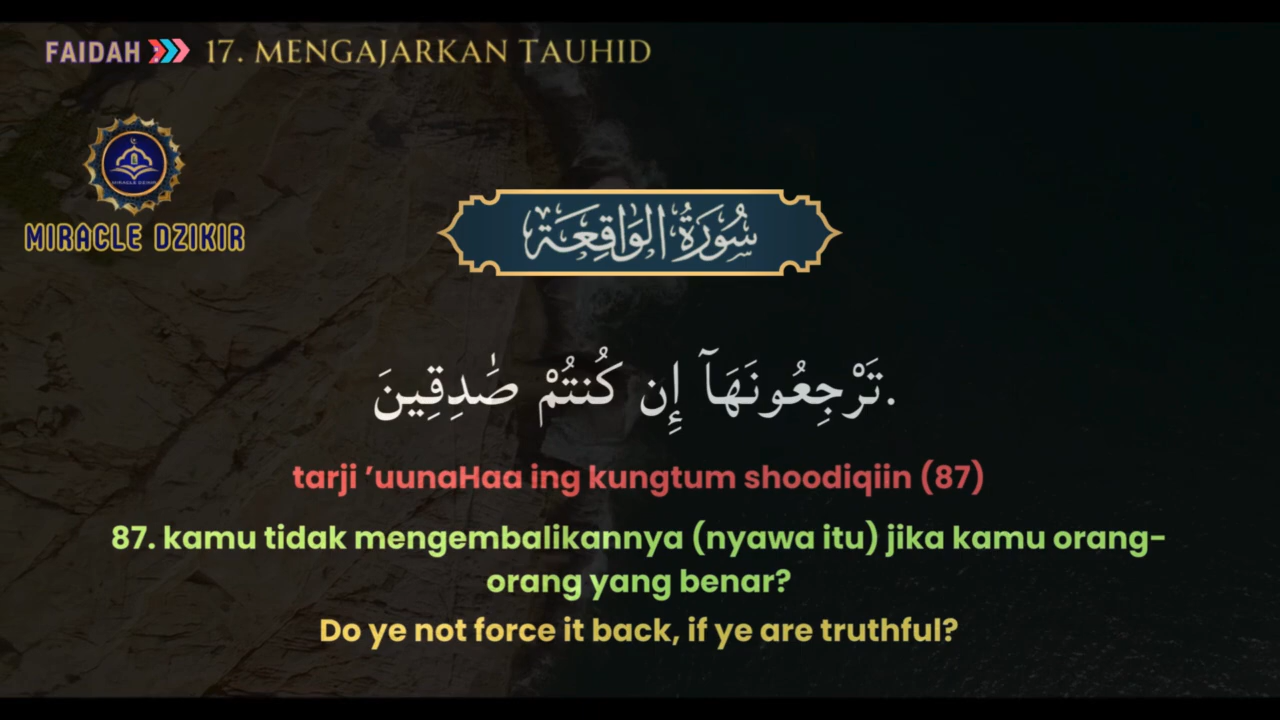 FAIDAH
17. MENGAJARKAN TAUHID
MIRACLE DZIKIR
MIRACLE DZIKIR
سُورَةُ الوَاقِعَة
تَرْجِعُونَهَآ إِن كُنتُمْ صَٰدِقِينَ.
tarji ’uunaHaa ing kungtum shoodiqiin (87)
87. kamu tidak mengembalikannya (nyawa itu) jika kamu orang-
orang yang benar?
Do ye not force it back, if ye are truthful?